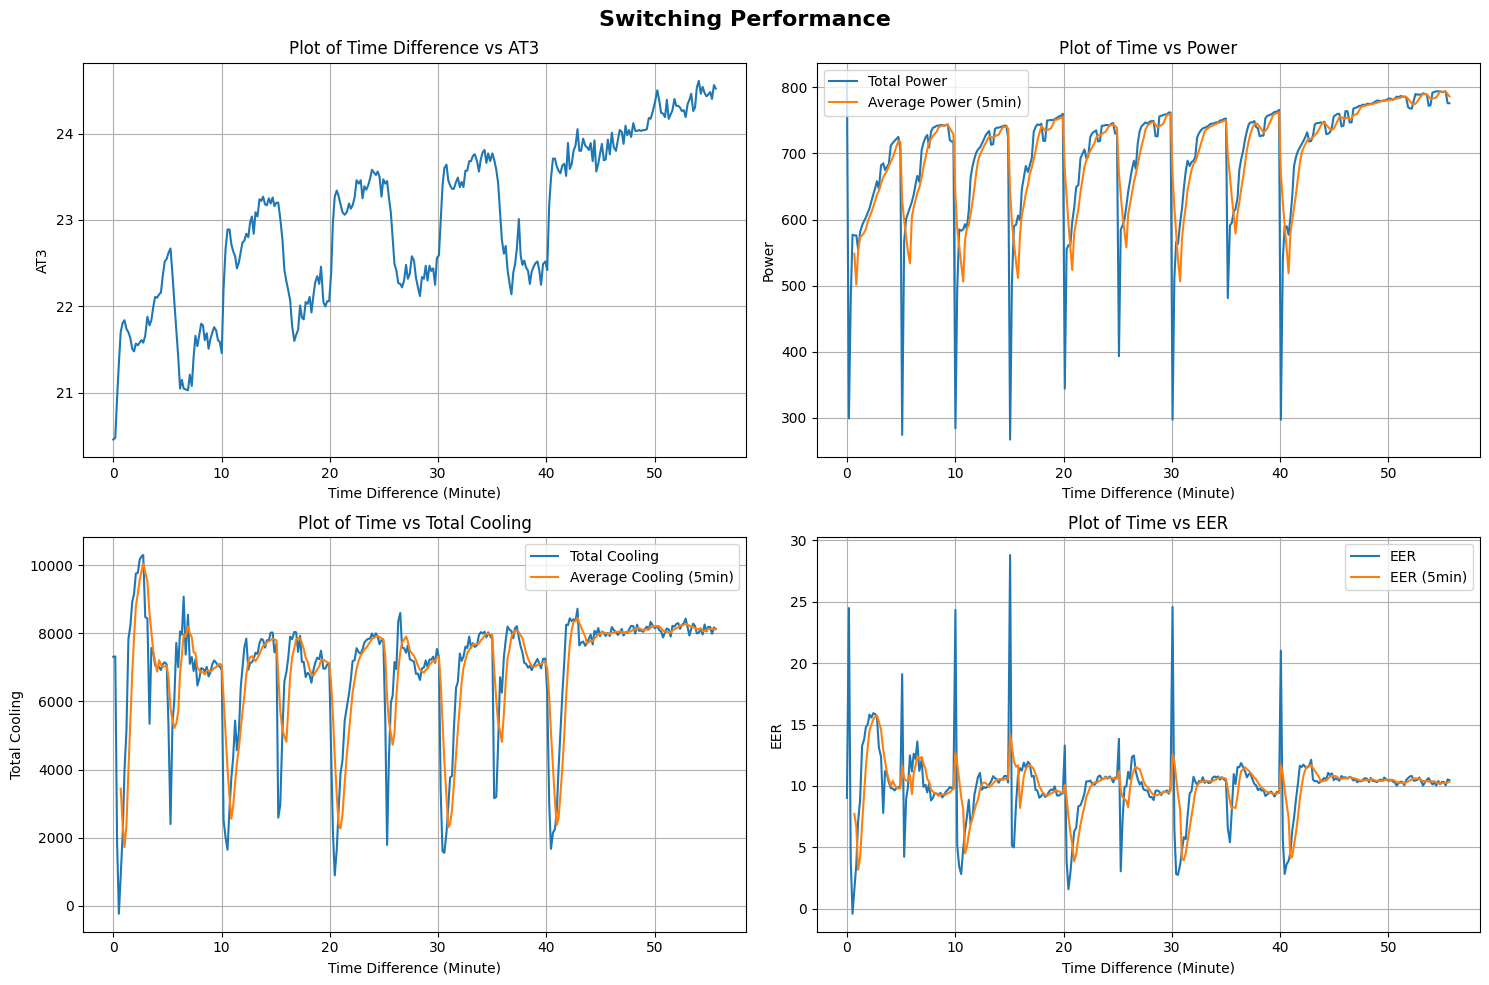 Switching Performance
Plot of Time Difference vs AT3
AT3
24
23
22
21
0 10 20 30 40 50
Time Difference (Minute)
Plot of Time vs Power
Total Power
Average Power (5min)
Power
800
700
600
500
400
300
0 10 20 30 40 50
Time Difference (Minute)
Plot of Time vs Total Cooling
Total Cooling
Average Cooling (5min)
Total Cooling
10000
8000
6000
4000
2000
0
0 10 20 30 40 50
Time Difference (Minute)
Plot of Time vs EER
EER
EER (5min)
EER
30
25
20
15
10
5
0
0 10 20 30 40 50
Time Difference (Minute)